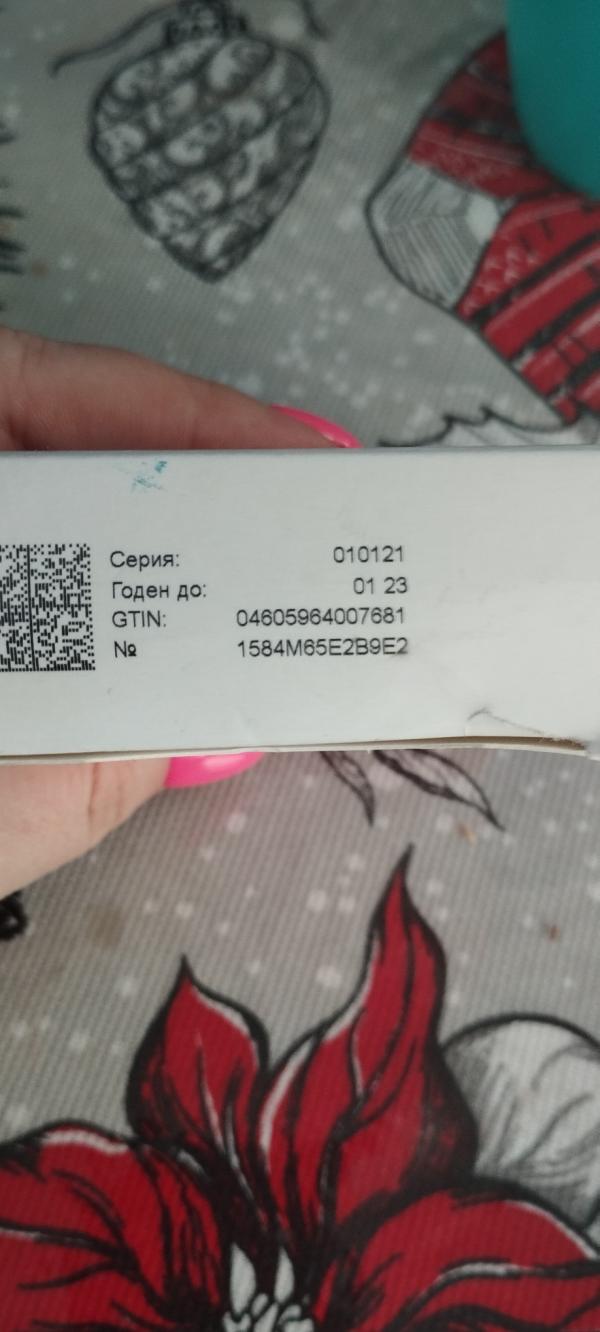 Серия: 010121
Годен до: 01 23
GTIN: 04605964007681
№ 1584M65E2B9E2